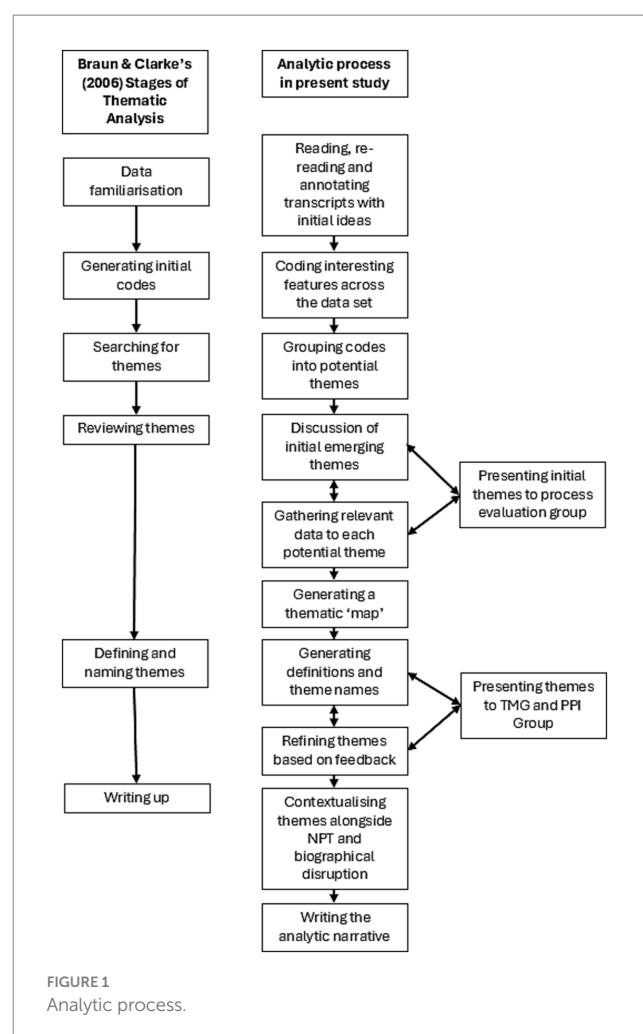 Braun & Clarke's
(2006) Stages of
Thematic
Analysis
Analytic process
in present study
Data
familiarisation
Reading, re-
reading and
annotating
transcripts with
initial ideas
Generating initial
codes
Coding interesting
features across
the data set
Searching for
themes
Grouping codes
into potential
themes
Reviewing themes
Discussion of
initial emerging
themes
Presenting initial
themes to process
evaluation group
Gathering relevant
data to each
potential theme
Generating a
thematic ‘map’
Defining and
naming themes
Generating
definitions and
theme names
Presenting themes
to TMG and PPI
Group
Refining themes
based on feedback
Writing up
Contextualising
themes alongside
NPT and
biographical
disruption
Writing the
analytic narrative
FIGURE 1
Analytic process.